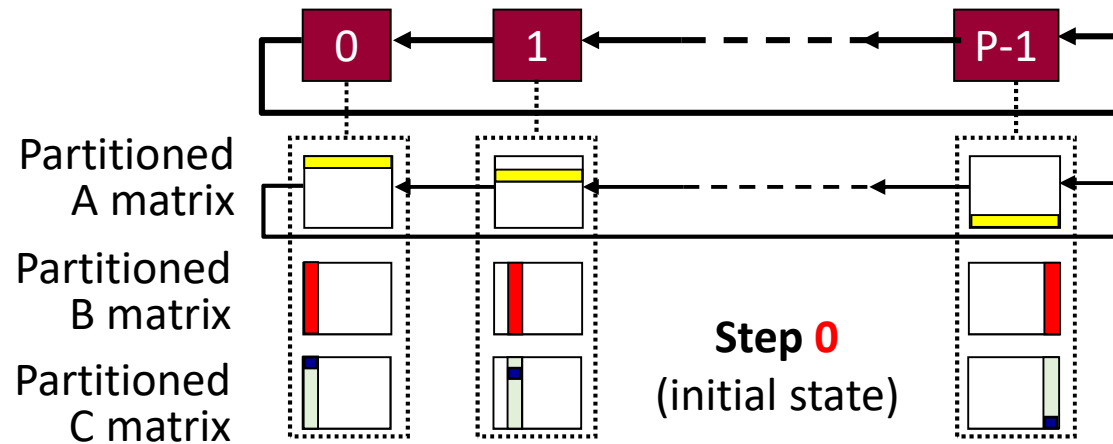 0
1
P-1
Partitioned
A matrix
Partitioned
B matrix
Step 0
(initial state)
Partitioned
C matrix